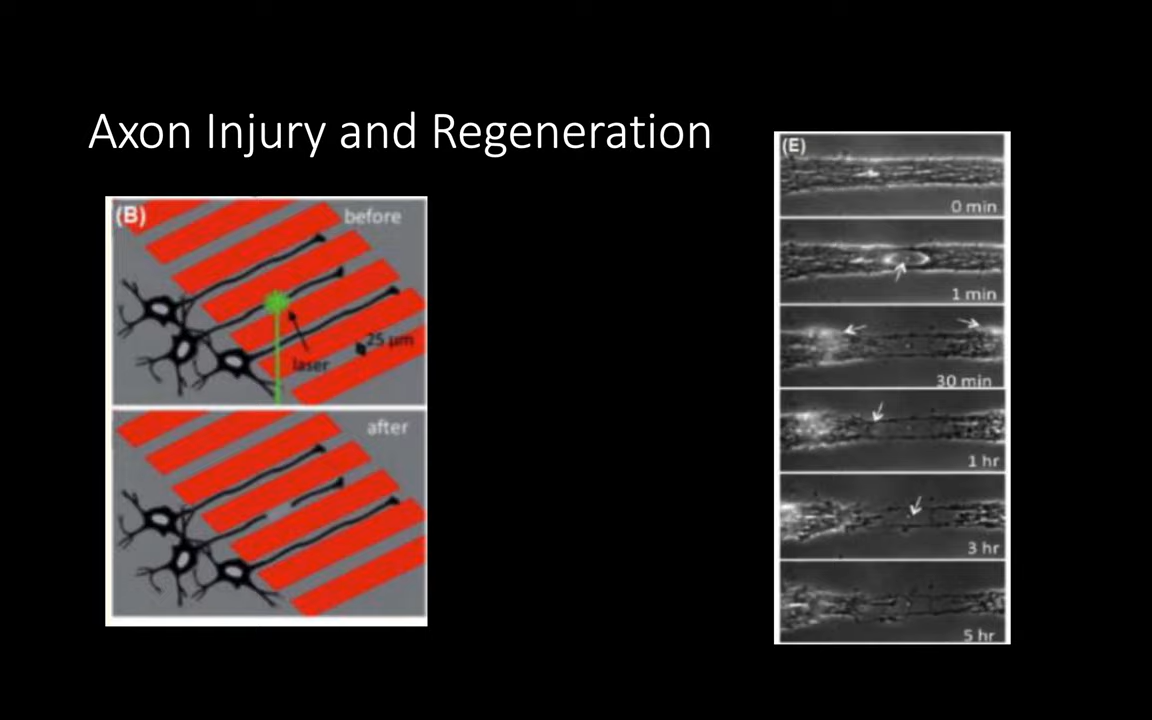 Axon Injury and Regeneration
(B)
before
25 µm
laser
after
(E)
0 min
1 min
30 min
1 hr
3 hr
5 hr